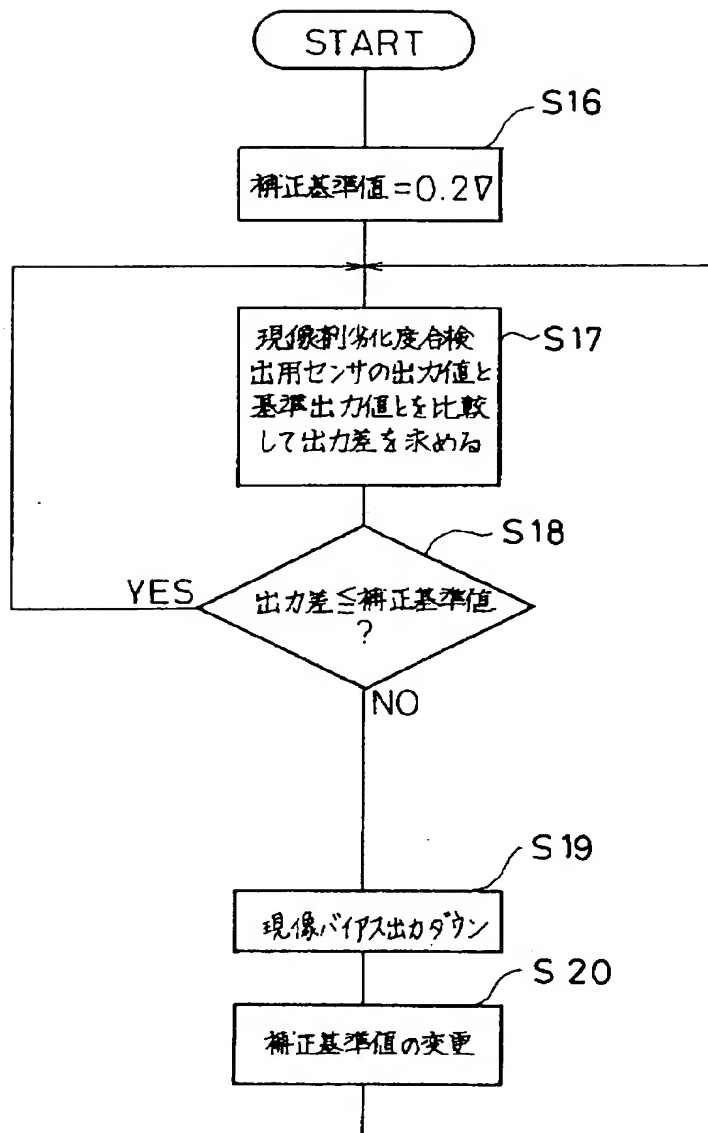 START
S16
補正基準値=0.2V
S17
現像剤劣化度合検
出用センサの出力値と
基準出力値とを比較
して出力差を求める
S18
YES
出力差≦補正基準値
?
NO
S19
現像バイアス出力ダウン
S20
補正基準値の変更